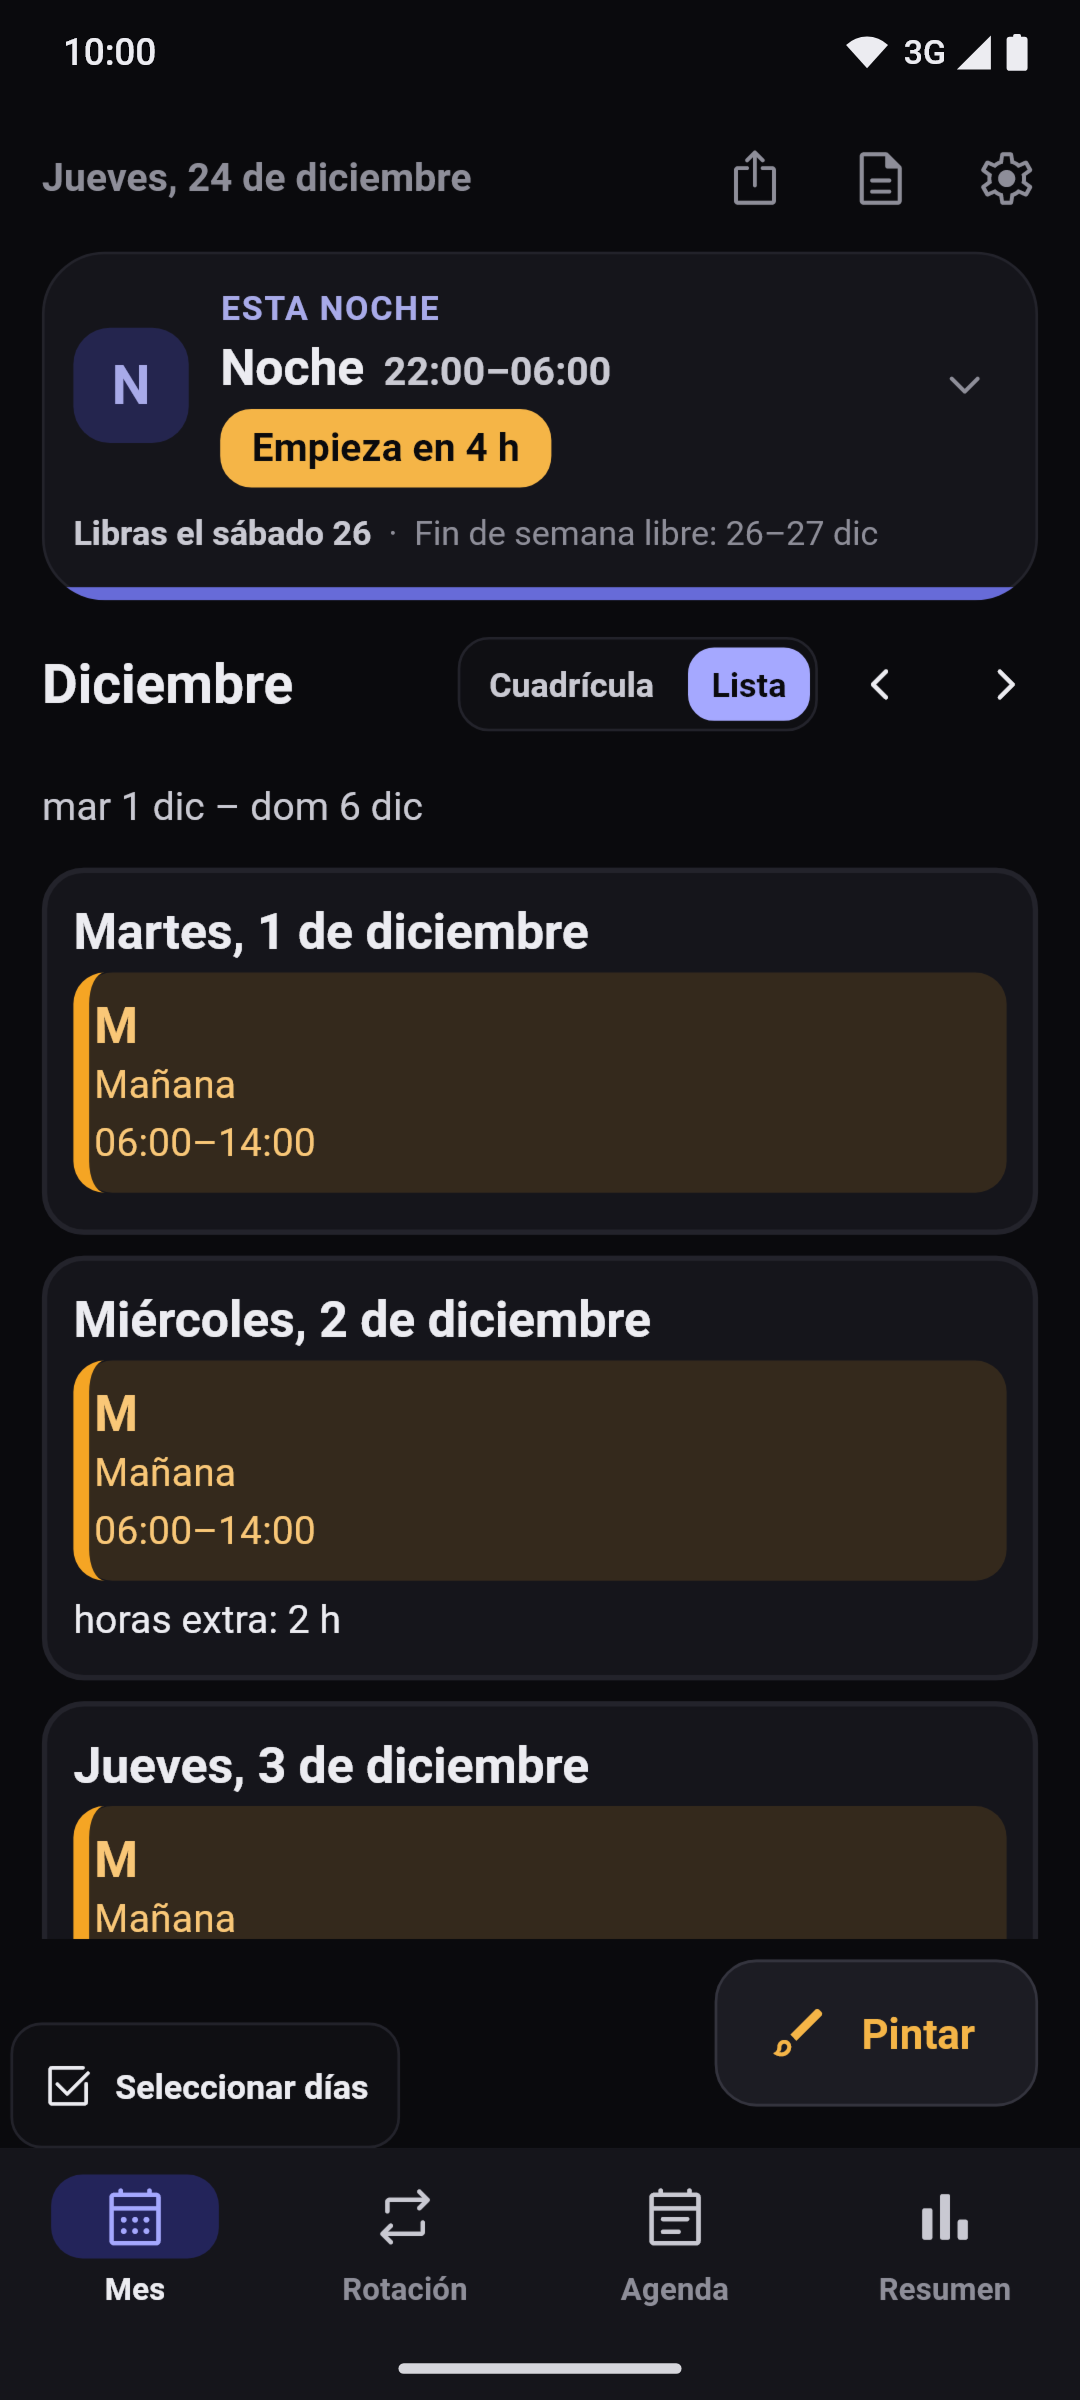 10:00
3G
Jueves, 24 de diciembre
ESTA NOCHE
N
Noche 22:00–06:00
Empieza en 4 h
Libras el sábado 26 · Fin de semana libre: 26–27 dic
Diciembre
Cuadrícula
Lista
mar 1 dic – dom 6 dic
Martes, 1 de diciembre
M
Mañana
06:00–14:00
Miércoles, 2 de diciembre
M
Mañana
06:00–14:00
horas extra: 2 h
Jueves, 3 de diciembre
M
Mañana
Pintar
Seleccionar días
Mes
Rotación
Agenda
Resumen